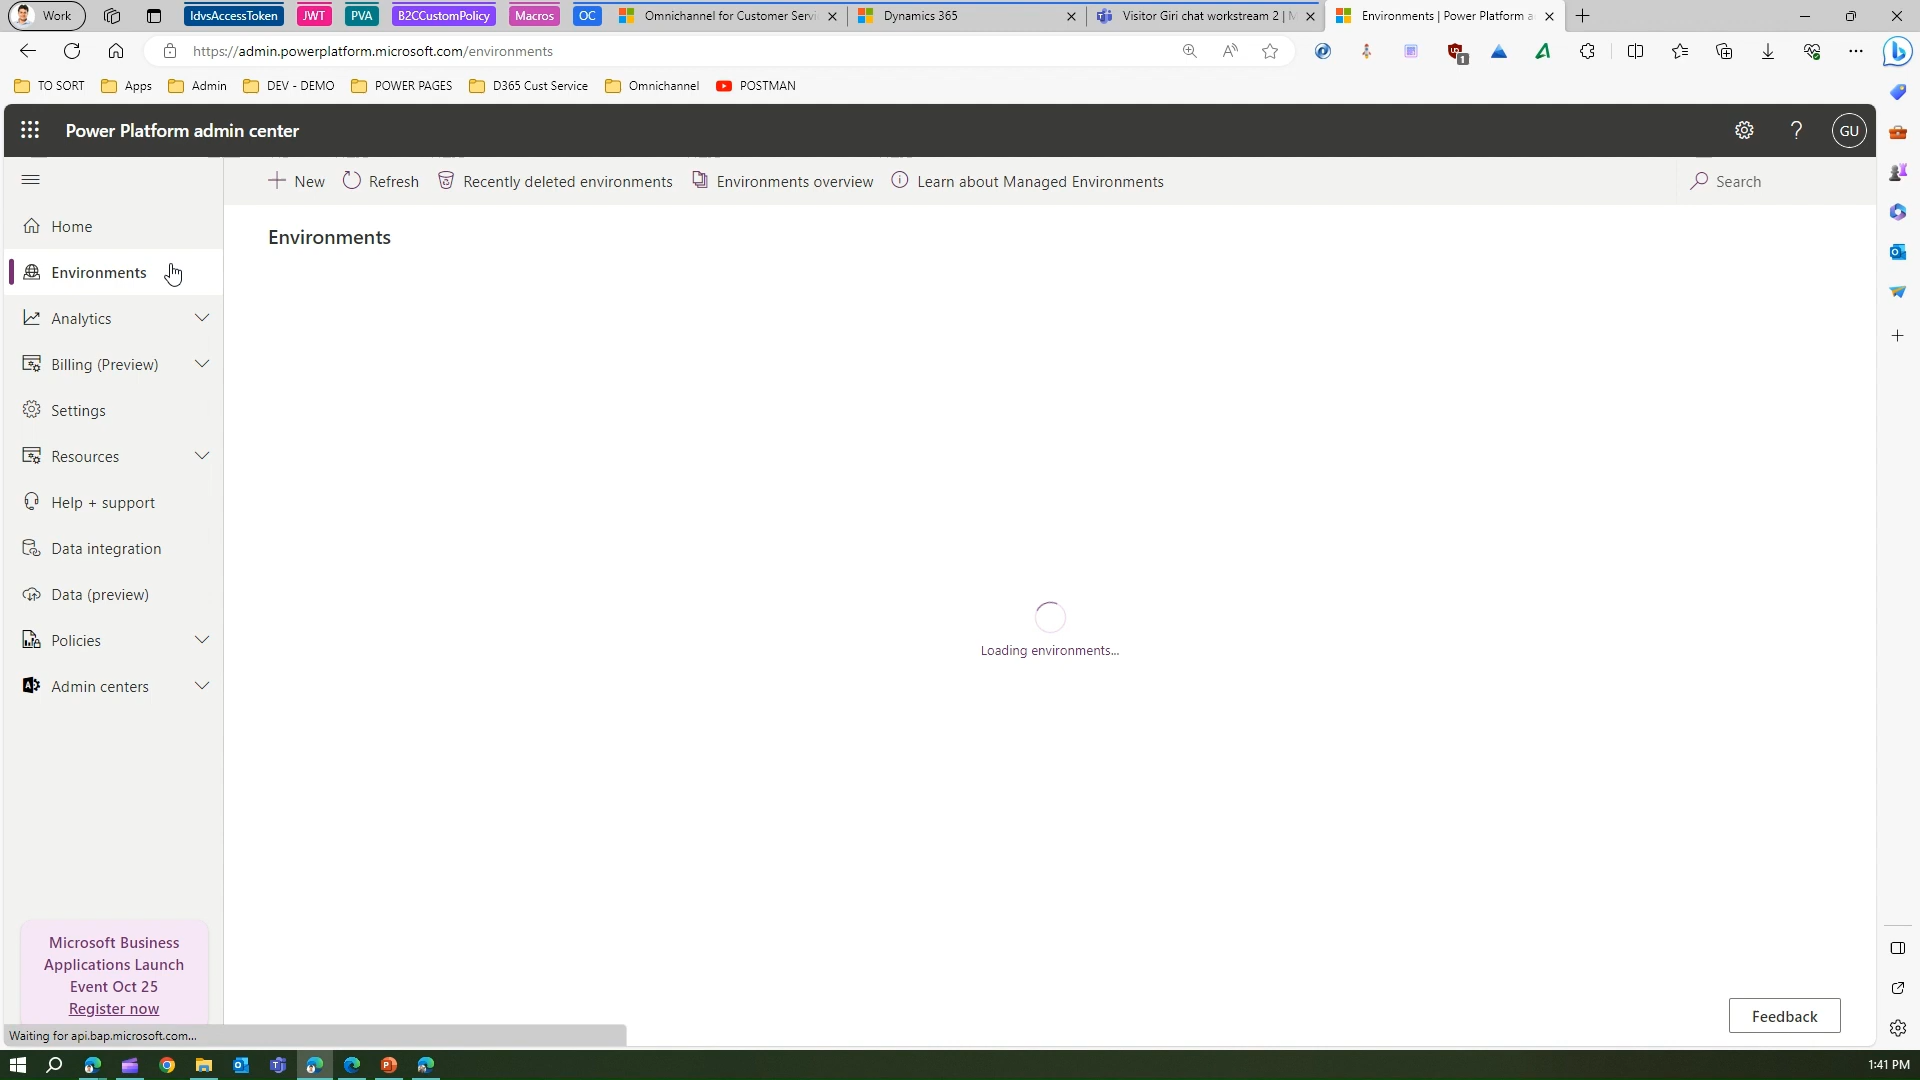 Work
IdvsAccessToken
JWT
PVA
B2CCustomPolicy
Macros
OC
Omnichannel for Customer Servi
Dynamics 365
Visitor Giri chat workstream 2 | M
Environments | Power Platform a
https://admin.powerplatform.microsoft.com/environments
1
TO SORT
Apps
Admin
DEV - DEMO
POWER PAGES
D365 Cust Service
Omnichannel
POSTMAN
Power Platform admin center
GU
New
Refresh
Recently deleted environments
Environments overview
Learn about Managed Environments
Search
Home
Environments
Analytics
Billing (Preview)
Settings
Resources
Help + support
Data integration
Data (preview)
Policies
Admin centers
Environments
Loading environments...
Microsoft Business
Applications Launch
Event Oct 25
Register now
Feedback
Waiting for api.bap.microsoft.com...
1:41 PM